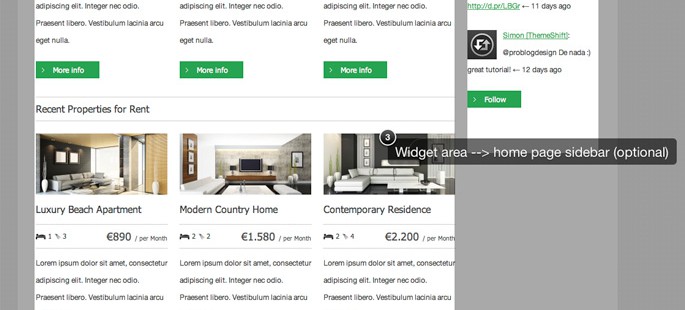 adipiscing elit. Integer nec odio.
Praesent libero. Vestibulum lacinia arcu
eget nulla.
More info
adipiscing elit. Integer nec odio.
Praesent libero. Vestibulum lacinia arcu
eget nulla.
More info
adipiscing elit. Integer nec odio.
Praesent libero. Vestibulum lacinia arcu
eget nulla.
More info
Recent Properties for Rent
Luxury Beach Apartment
1 3 €890 / per Month
Lorem ipsum dolor sit amet, consectetur
adipiscing elit. Integer nec odio.
Praesent libero. Vestibulum lacinia arcu
Modern Country Home
2 2 €1.580 / per Month
Lorem ipsum dolor sit amet, consectetur
adipiscing elit. Integer nec odio.
Praesent libero. Vestibulum lacinia arcu
Contemporary Residence
2 4 €2.200 / per Month
Lorem ipsum dolor sit amet, consectetur
adipiscing elit. Integer nec odio.
Praesent libero. Vestibulum lacinia arcu
http://d.pr/L8Gr ← 11 days ago
Simon [ThemeShift]:
@problogdesign De nada :)
great tutorial! ← 12 days ago
Follow
3
Widget area --> home page sidebar (optional)